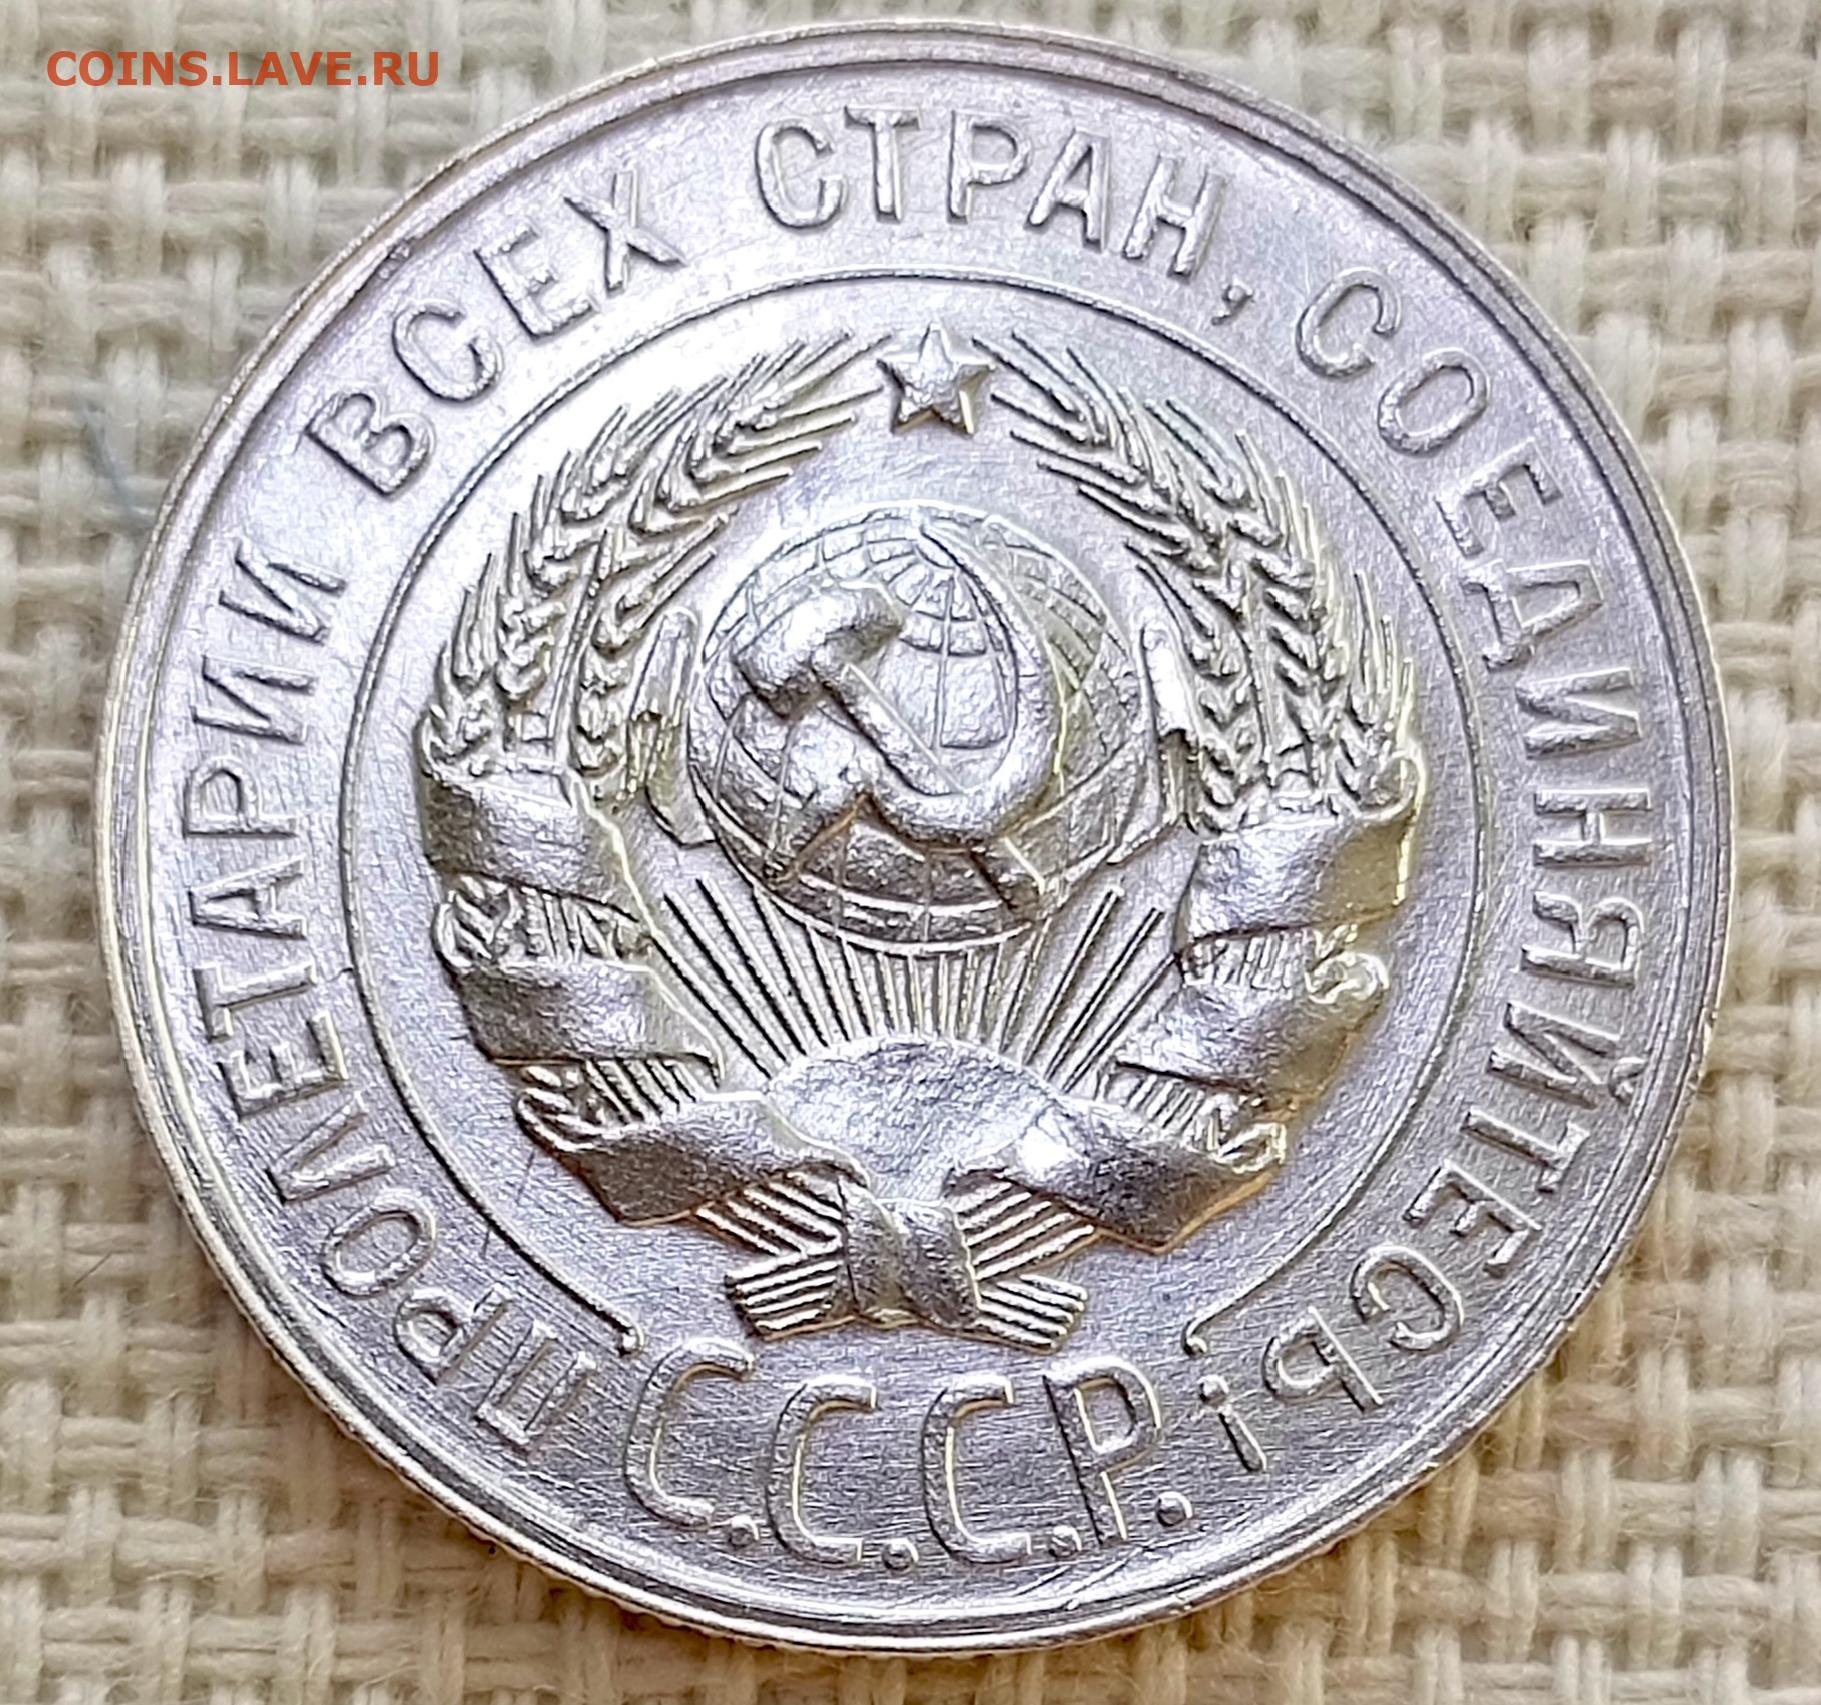 COINS.LAVE.RU
ПРОЛЕТАРИИ ВСЕХ СТРАН, СОЕДИНЯЙТЕСЬ!
С.С.С.Р.